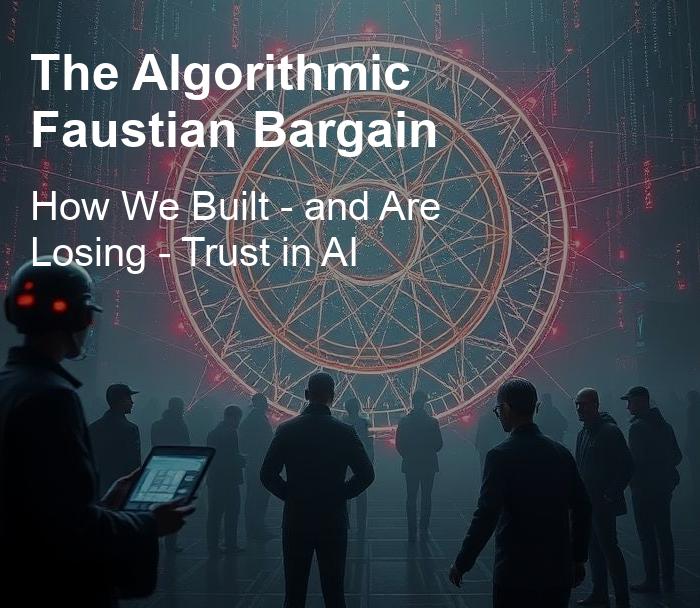 The Algorithmic
Faustian Bargain
How We Built - and Are
Losing - Trust in AI